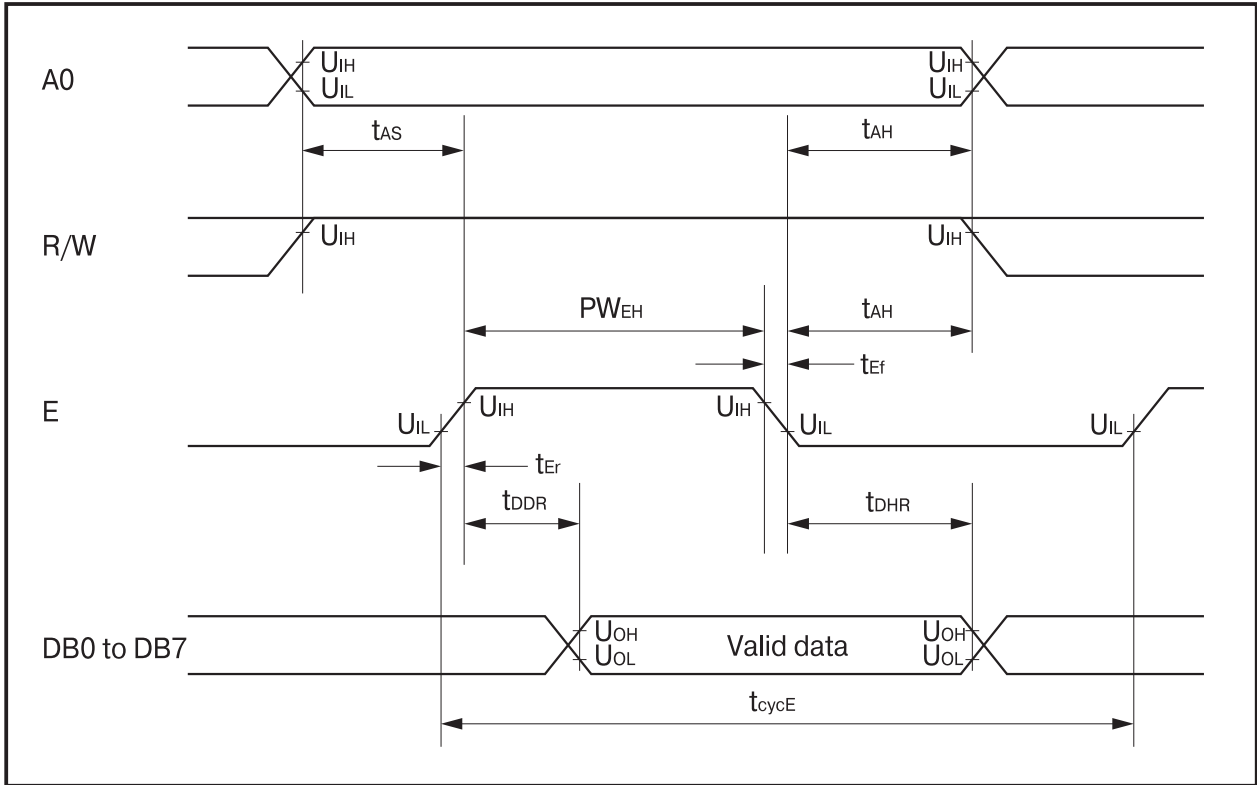 A0
UIH
UIL
UIH
UIL
tAS
tAH
R/W
UIH
UIH
PWEH
tAH
tEf
E
UIL
UIH
UIH
UIL
UIL
tEr
tDDR
tDHR
DB0 to DB7
UOH
UOL
Valid data
UOH
UOL
tcycE